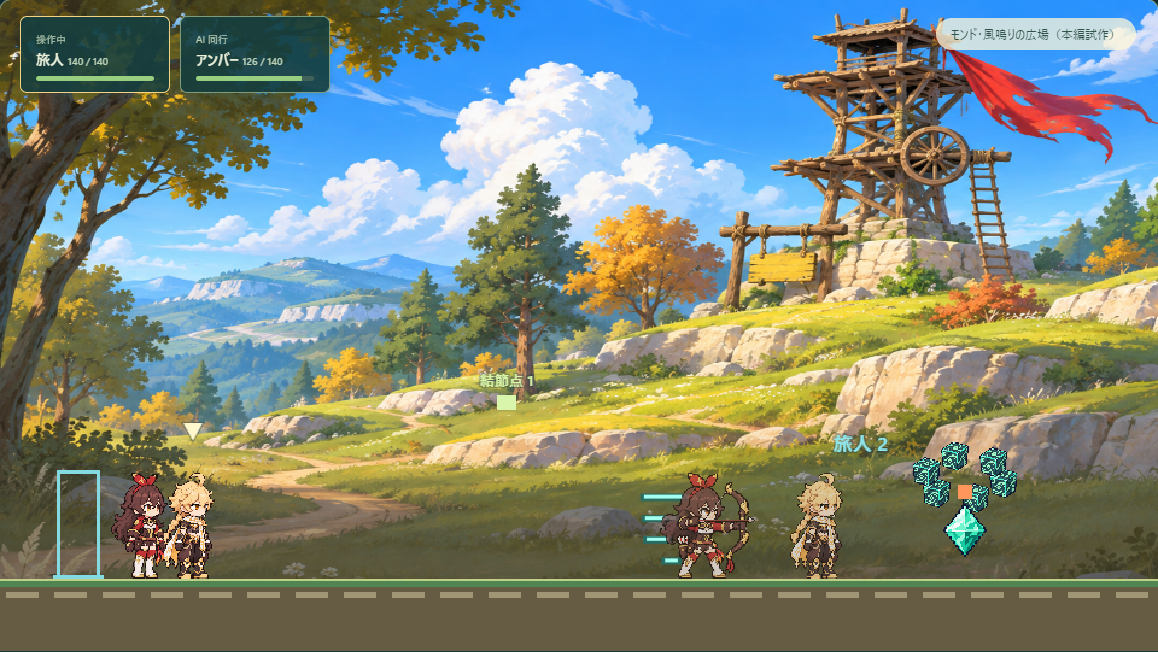 操作中
旅人 140 / 140
AI 同行
アンバー 126 / 140
モンド・風鳴りの広場（本編試作）
結節点 1
旅人 2